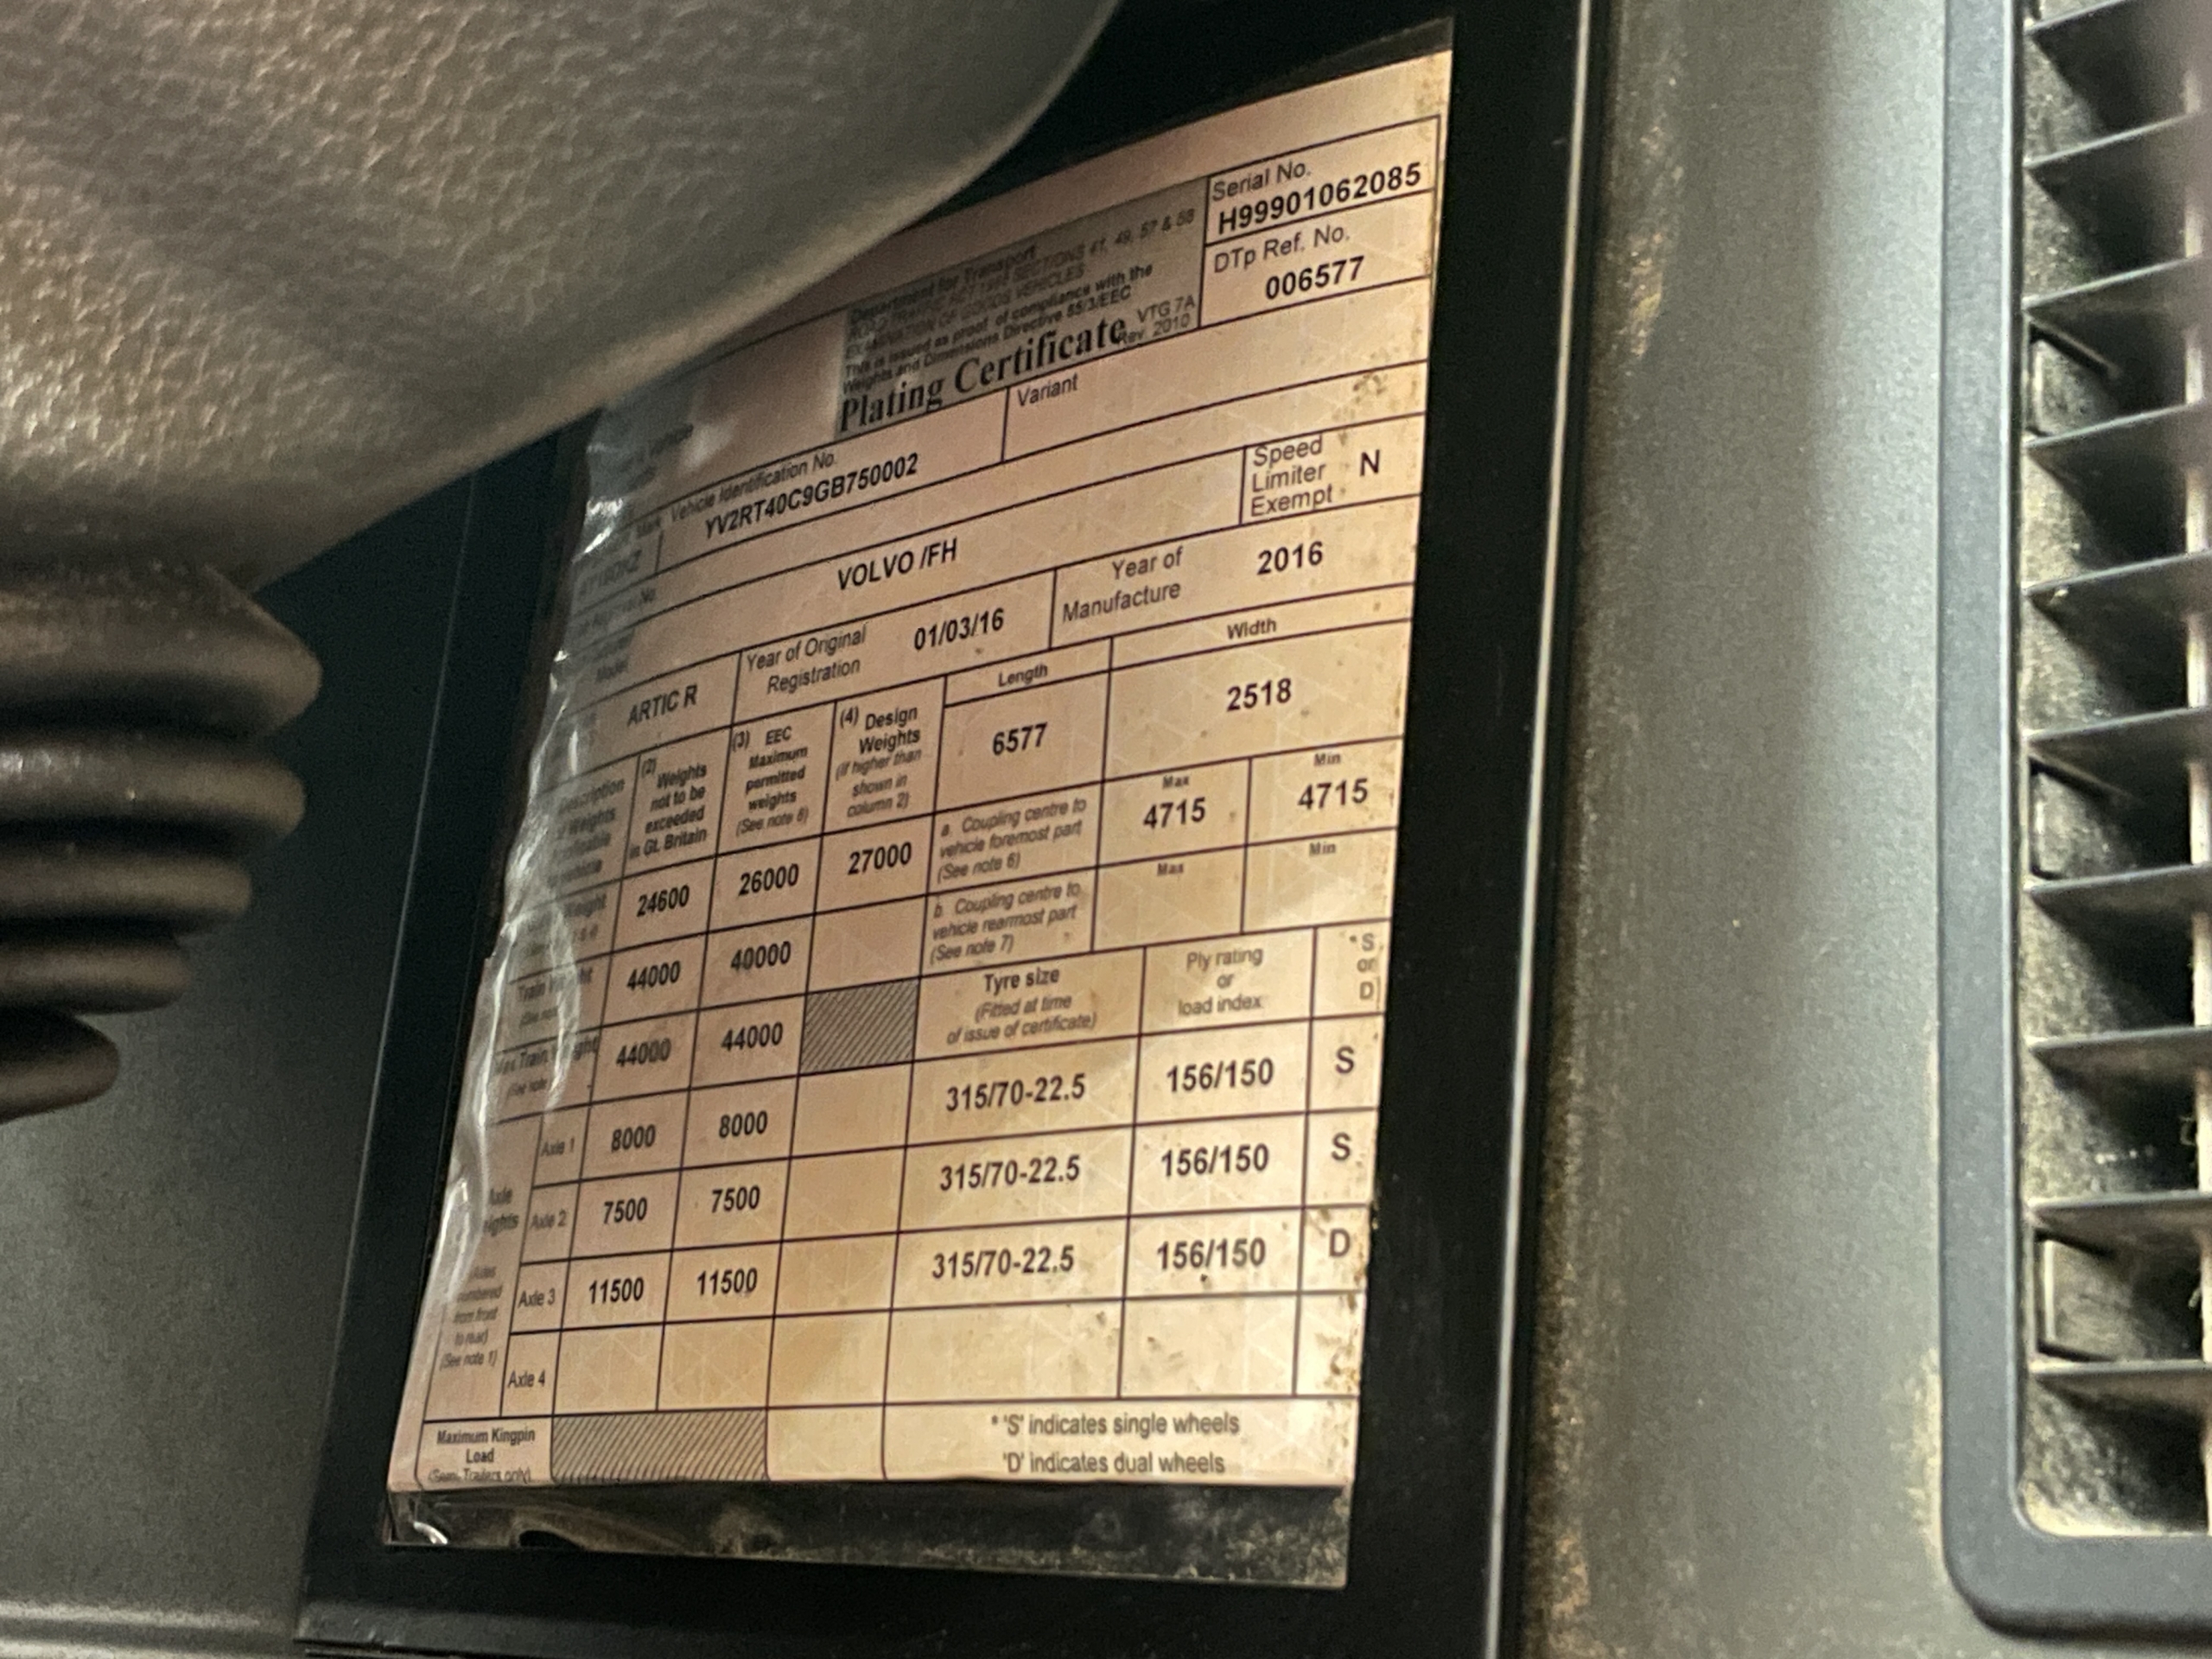 Serial No.
H99901062085
DTp Ref. No.
006577
Department for Transport
ROAD TRAFFIC ACT 1988 SECTIONS 41, 49, 57 & 58
EXAMINATION OF GOODS VEHICLES
This is issued as proof of compliance with the
Weights and Dimensions Directive 85/3/EEC
Plating Certificate
VTG 7A
Rev. 2010
Vehicle Identification No.
YV2RT40C9GB750002
Variant
VOLVO /FH
Speed
Limiter
Exempt
N
ARTIC R
Year of Original
Registration
01/03/16
Year of
Manufacture
2016
(2)
Weights
not to be
exceeded
in Gt. Britain
(3) EEC
Maximum
permitted
weights
(See note 6)
(4) Design
Weights
(if higher than
shown in
column 2)
Length
6577
Width
2518
24600 26000 27000
a. Coupling centre to
vehicle foremost part
(See note 6)
Max
4715
Min
4715
44000 40000
b. Coupling centre to
vehicle rearmost part
(See note 7)
Max
Min
44000 44000
Tyre size
(Fitted at time
of issue of certificate)
Ply rating
or
load index
*S
or
D
Axle 1 8000 8000 315/70-22.5 156/150 S
Axle 2 7500 7500 315/70-22.5 156/150 S
Axle 3 11500 11500 315/70-22.5 156/150 D
from front
to rear)
(See note 1)
Axle 4
Maximum Kingpin
Load
(Semi-Trailers only)
* 'S' indicates single wheels
'D' indicates dual wheels